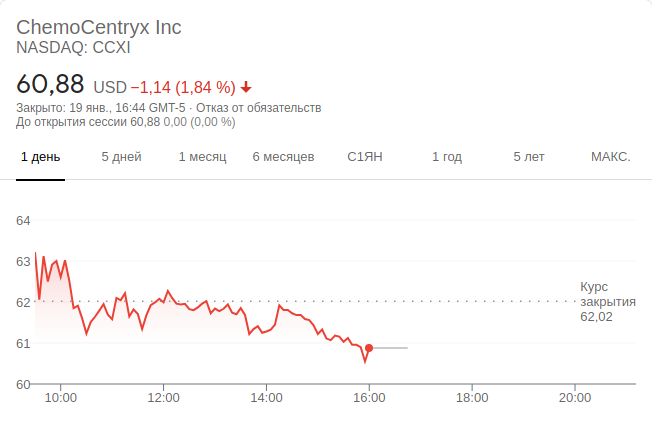 ChemoCentryx Inc
NASDAQ: CCXI
60,88 USD −1,14 (1,84 %)
Закрыто: 19 янв., 16:44 GMT-5 · Отказ от обязательств
До открытия сессии 60,88 0,00 (0,00 %)
1 день 5 дней 1 месяц 6 месяцев С1ЯН 1 год 5 лет МАКС.
64
63
62
61
60
Курс
закрытия
62,02
10:00 12:00 14:00 16:00 18:00 20:00